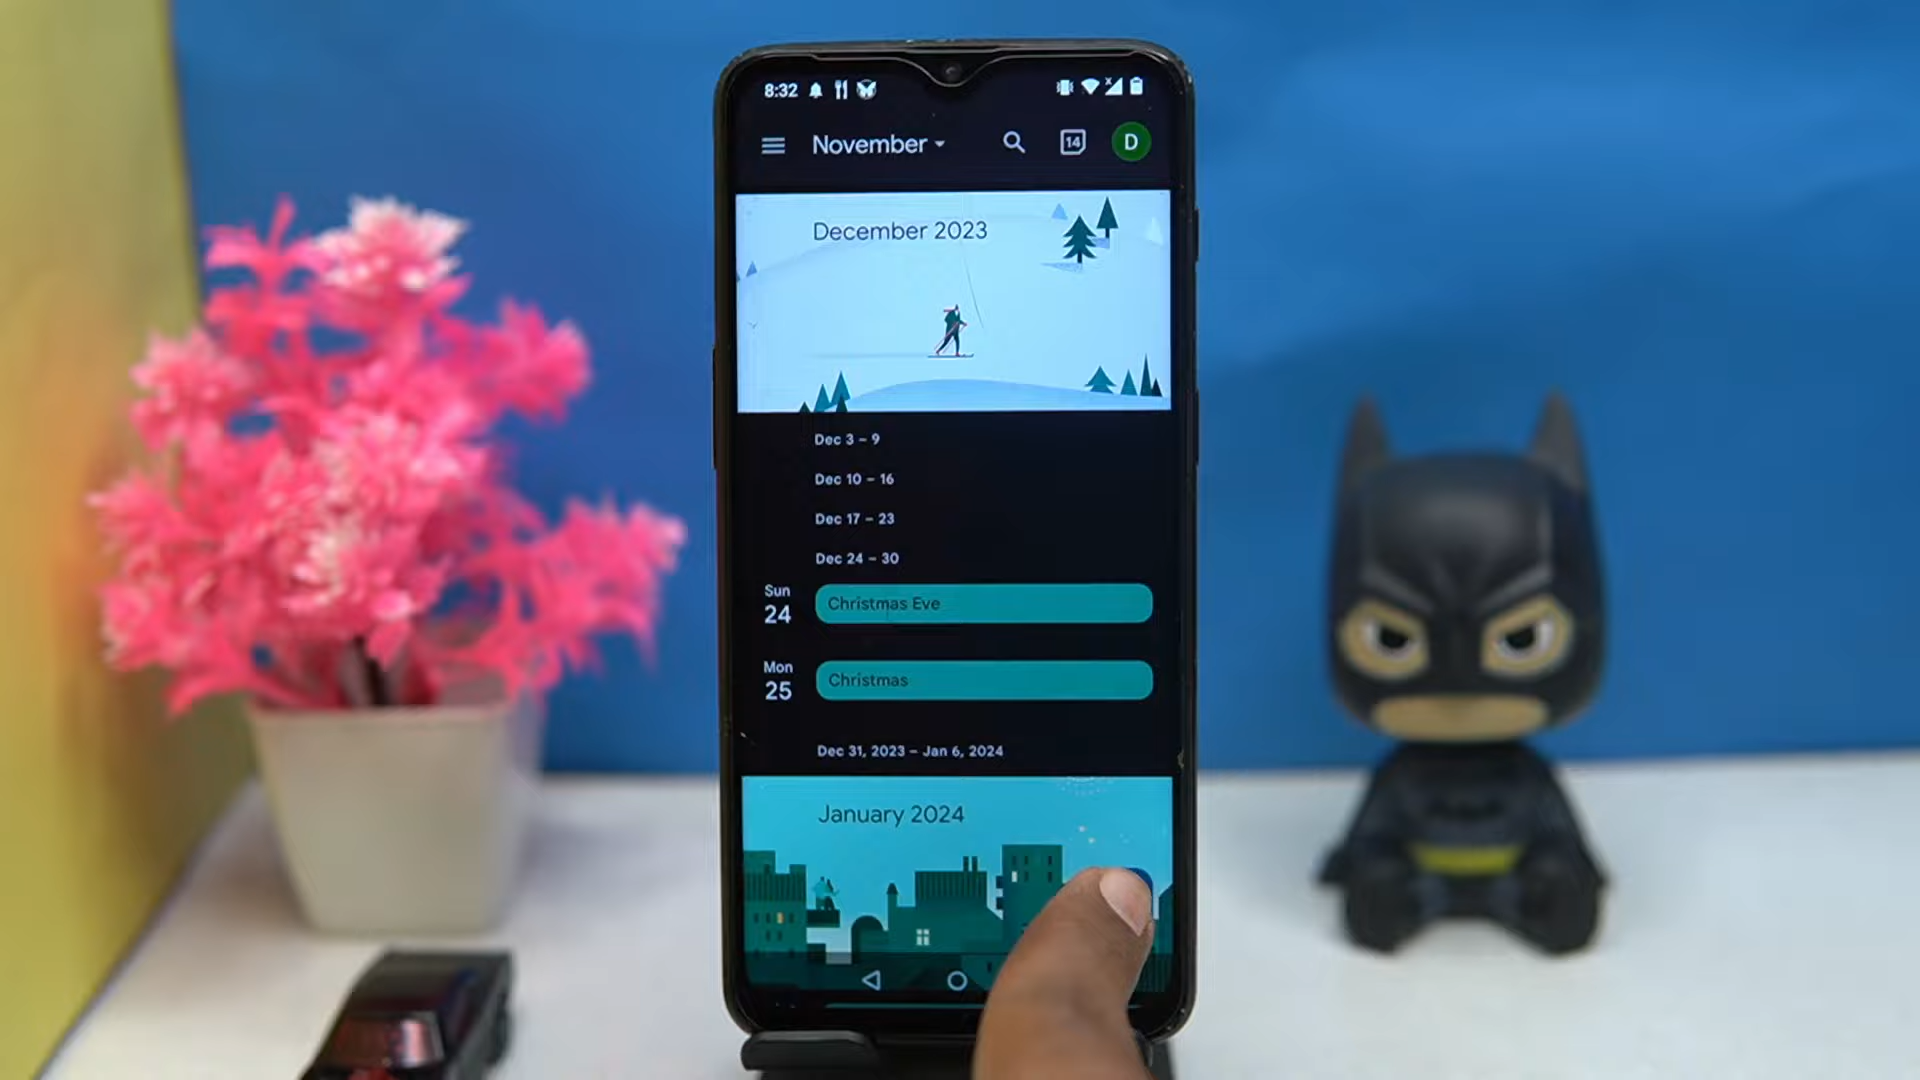 8:32
November
14
D
December 2023
Dec 3 – 9
Dec 10 – 16
Dec 17 – 23
Dec 24 – 30
Sun
24
Christmas Eve
Mon
25
Christmas
Dec 31, 2023 – Jan 6, 2024
January 2024